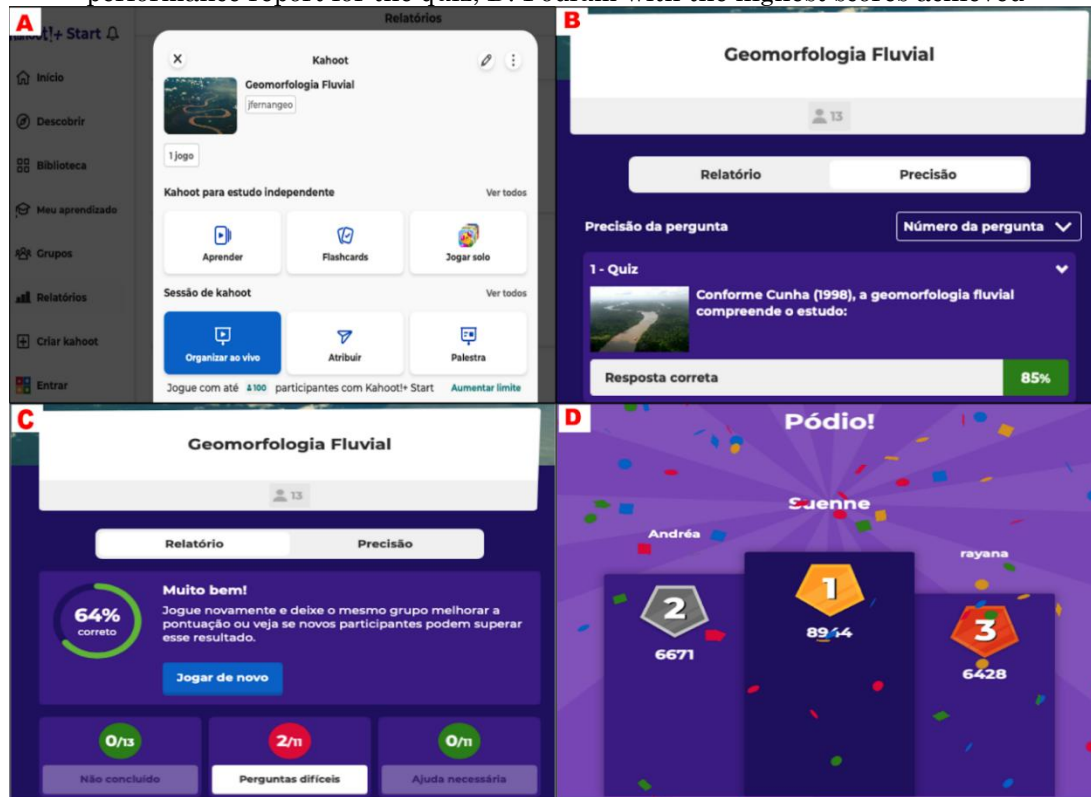 performance report for the quiz; D: Podium with the highest scores achieved
A
Kahoot!+ Start
Relatórios
Início
Descobrir
Biblioteca
Meu aprendizado
Grupos
Relatórios
Criar kahoot
Entrar
Kahoot
Geomorfologia Fluvial
jfernangeo
1 jogo
Kahoot para estudo independente
Ver todos
Aprender
Flashcards
Jogar solo
Sessão de kahoot
Ver todos
Organizar ao vivo
Atribuir
Palestra
Jogue com até 100 participantes com Kahoot!+ Start
Aumentar limite
B
Geomorfologia Fluvial
13
Relatório
Precisão
Precisão da pergunta
Número da pergunta
1 - Quiz
Conforme Cunha (1998), a geomorfologia fluvial
compreende o estudo:
Resposta correta
85%
C
Geomorfologia Fluvial
13
Relatório
Precisão
64%
correto
Muito bem!
Jogue novamente e deixe o mesmo grupo melhorar a
pontuação ou veja se novos participantes podem superar
esse resultado.
Jogar de novo
0/13
Não concluído
2/11
Perguntas difíceis
0/11
Ajuda necessária
D
Pódio!
Suenne
Andréa
rayana
1
8944
2
6671
3
6428